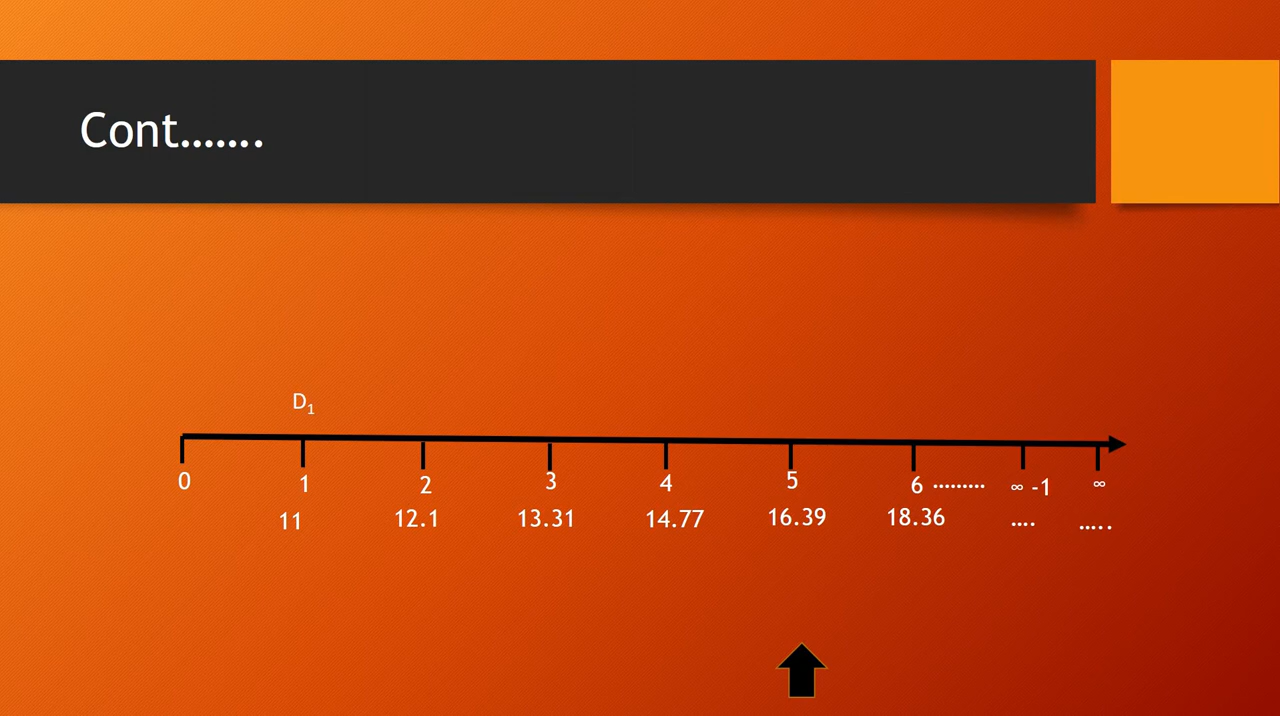 Cont.......
D₁
0 1 2 3 4 5 6 ......... ∞ -1 ∞
11 12.1 13.31 14.77 16.39 18.36 .... .....